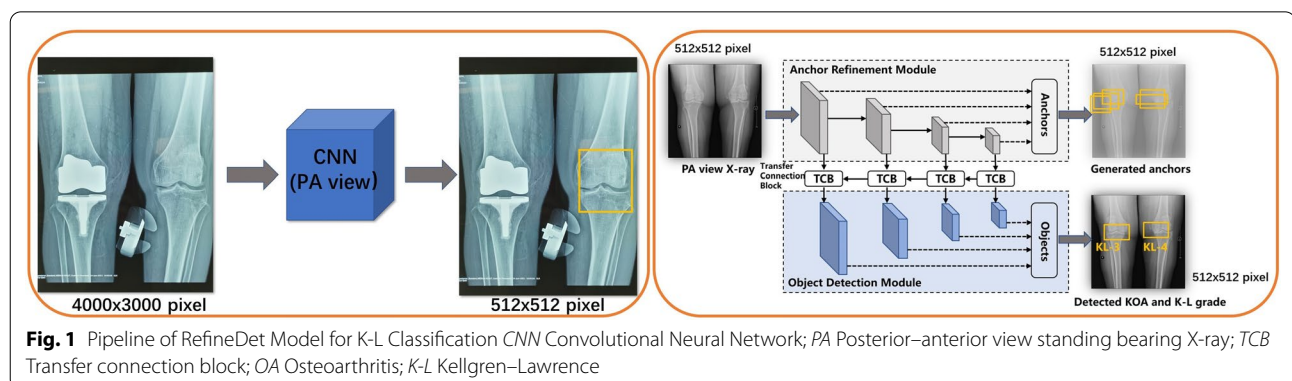 CNN
(PA view)
4000x3000 pixel
512x512 pixel
512x512 pixel
PA view X-ray
Anchor Refinement Module
Anchors
512x512 pixel
Generated anchors
Transfer
Connection
Block
TCB
TCB
TCB
TCB
Objects
Object Detection Module
KL-3
KL-4
512x512 pixel
Detected KOA and K-L grade
Fig. 1 Pipeline of RefineDet Model for K-L Classification CNN Convolutional Neural Network; PA Posterior–anterior view standing bearing X-ray; TCB
Transfer connection block; OA Osteoarthritis; K-L Kellgren–Lawrence